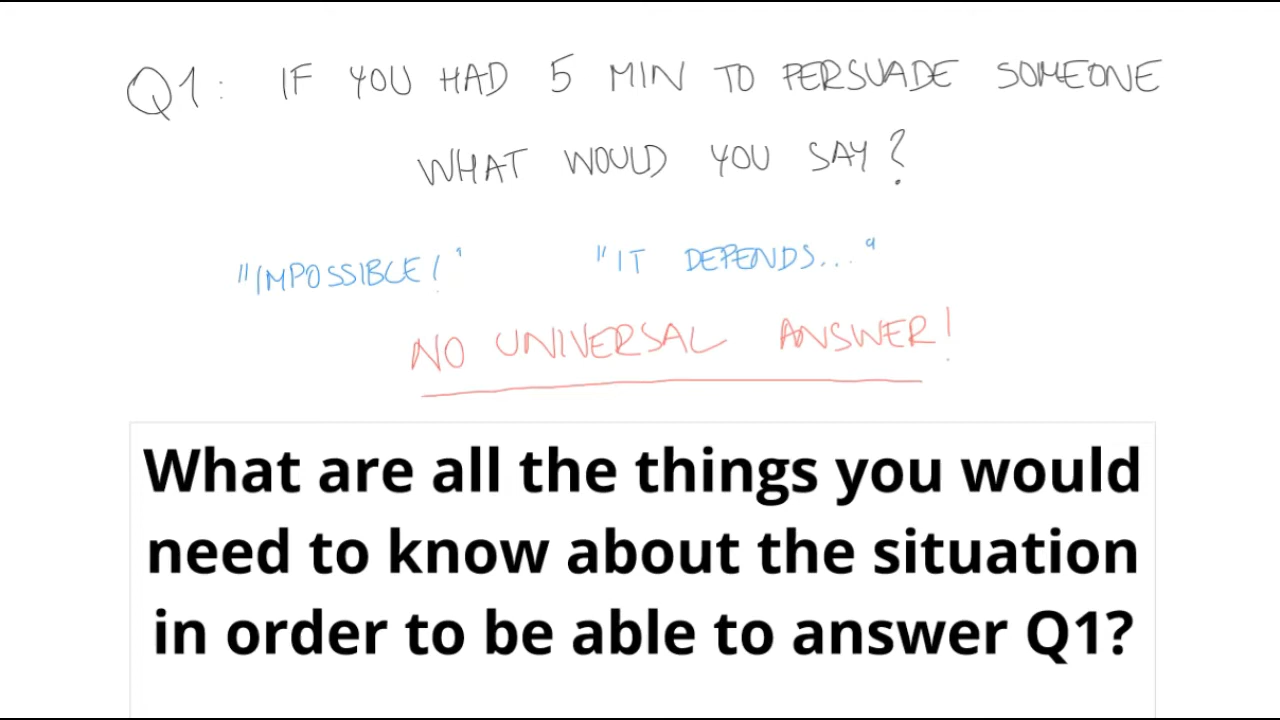 Q1: IF YOU HAD 5 MIN TO PERSUADE SOMEONE
WHAT WOULD YOU SAY?
"IMPOSSIBLE!" "IT DEPENDS..."
NO UNIVERSAL ANSWER!
What are all the things you would
need to know about the situation
in order to be able to answer Q1?